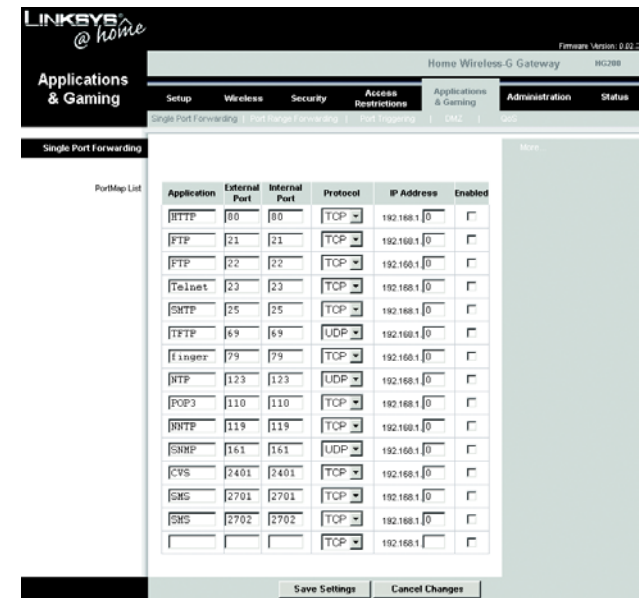 LINKSYS
@ home
Firmware Version: 0.02.
Home Wireless-G Gateway HG200
Applications & Gaming
Setup Wireless Security Access Restrictions Applications & Gaming Administration Status
Single Port Forwarding | Port Range Forwarding | Port Triggering | DMZ | QoS
Single Port Forwarding
More...
PortMap List
Application External Port Internal Port Protocol IP Address Enabled
HTTP 80 80 TCP 192.168.1. 0
FTP 21 21 TCP 192.168.1. 0
FTP 22 22 TCP 192.168.1. 0
Telnet 23 23 TCP 192.168.1. 0
SMTP 25 25 TCP 192.168.1. 0
TFTP 69 69 UDP 192.168.1. 0
finger 79 79 TCP 192.168.1. 0
NTP 123 123 UDP 192.168.1. 0
POP3 110 110 TCP 192.168.1. 0
NNTP 119 119 TCP 192.168.1. 0
SNMP 161 161 UDP 192.168.1. 0
CVS 2401 2401 TCP 192.168.1. 0
SMS 2701 2701 TCP 192.168.1. 0
SMS 2702 2702 TCP 192.168.1. 0
TCP 192.168.1.
Save Settings Cancel Changes